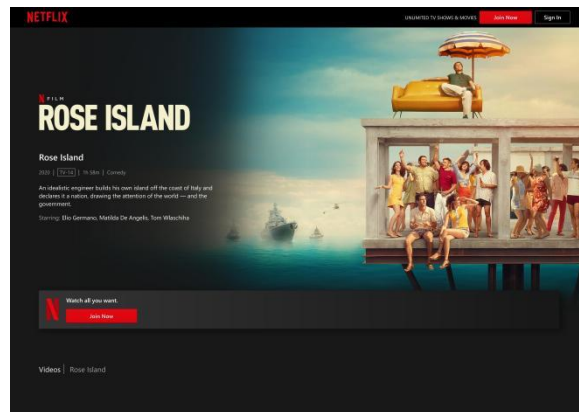 NETFLIX
UNLIMITED TV SHOWS & MOVIES
Join Now
Sign In
N FILM
ROSE ISLAND
Rose Island
2020 | TV-14 | 1h 58m | Comedy
An idealistic engineer builds his own island off the coast of Italy and
declares it a nation, drawing the attention of the world — and the
government.
Starring: Elio Germano, Matilda De Angelis, Tom Wlaschiha
N
Watch all you want.
Join Now
Videos | Rose Island